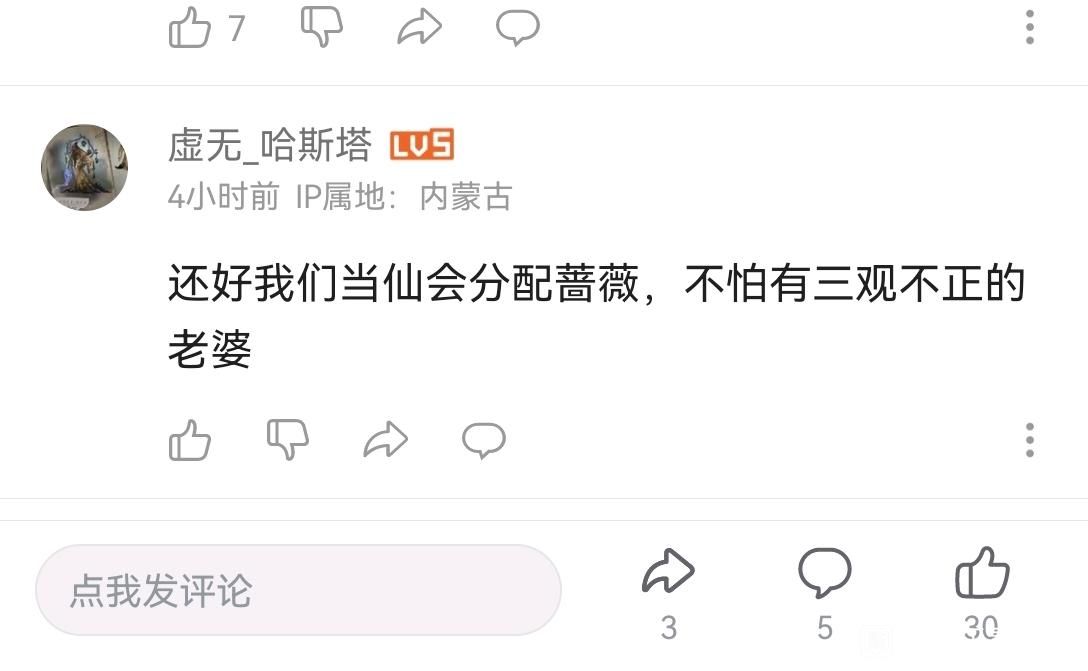 7
虚无_哈斯塔 LV5
4小时前 IP属地：内蒙古
还好我们当仙会分配蔷薇，不怕有三观不正的
老婆
点我发评论
3 5 30